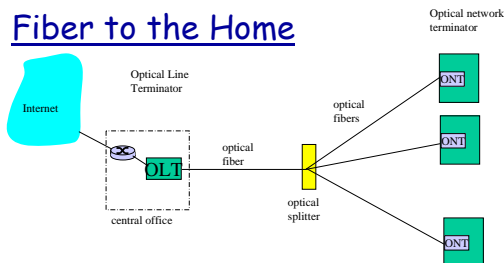 Fiber to the Home
Optical network
terminator
Optical Line
Terminator
Internet
ONT
optical
fibers
optical
fiber
OLT
ONT
central office
optical
splitter
ONT